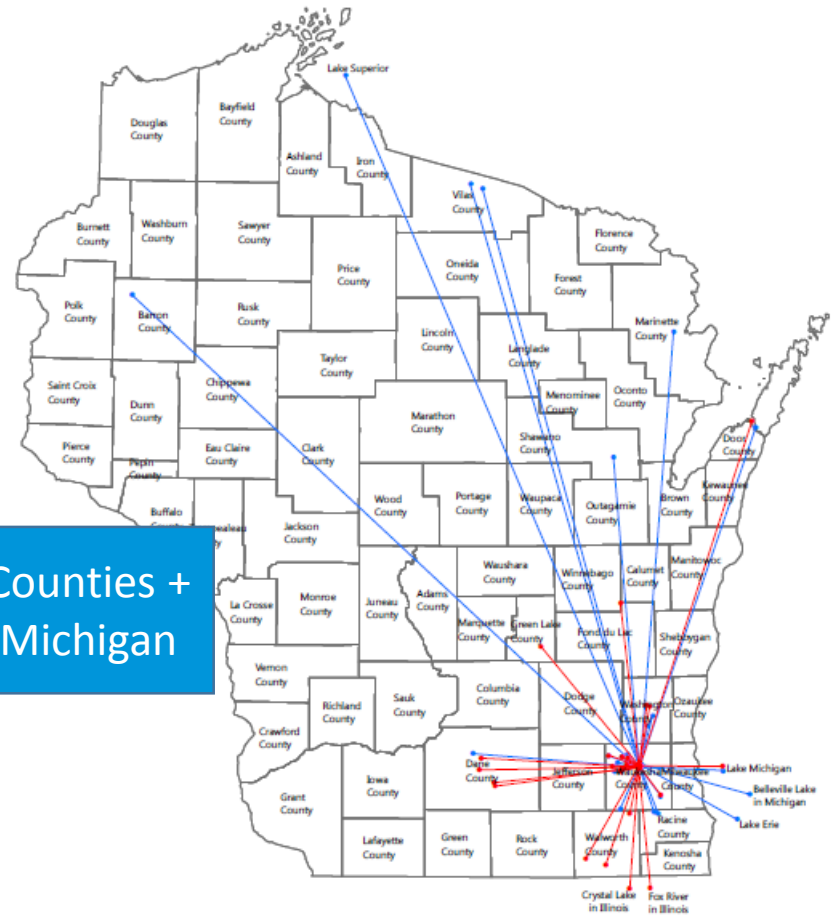 Lake Superior
Bayfield
County
Douglas
County
Ashland
County
Iron
County
Vilas
County
Florence
County
Burnett
County
Washburn
County
Sawyer
County
Price
County
Oneida
County
Forest
County
Polk
County
Barron
County
Rusk
County
Lincoln
County
Marinette
County
Taylor
County
Langlade
County
Saint Croix
County
Chippewa
County
Dunn
County
Menominee
County
Oconto
County
Marathon
County
Shawano
County
Door
County
Pierce
County
Eau Claire
County
Clark
County
Pepin
County
Kewaunee
County
Buffalo
Wood
County
Portage
County
Waupaca
County
Outagamie
County
Brown
County
ealeau
Jackson
County
Counties +
Michigan
Waushara
County
Winnebago
County
Calumet
County
Manitowoc
County
La Crosse
County
Monroe
County
Juneau
County
Adams
County
Marquette
County
Green Lake
County
Fond du Lac
County
Sheboygan
County
Vernon
County
Richland
County
Sauk
County
Columbia
County
Dodge
County
Washington
County
Ozaukee
County
Crawford
County
Iowa
County
Dane
County
Jefferson
County
Waukesha
County
Milwaukee
County
Lake Michigan
Belleville Lake
in Michigan
Lake Erie
Grant
County
Lafayette
County
Green
County
Rock
County
Walworth
County
Racine
County
Kenosha
County
Crystal Lake
in Illinois
Fox River
in Illinois